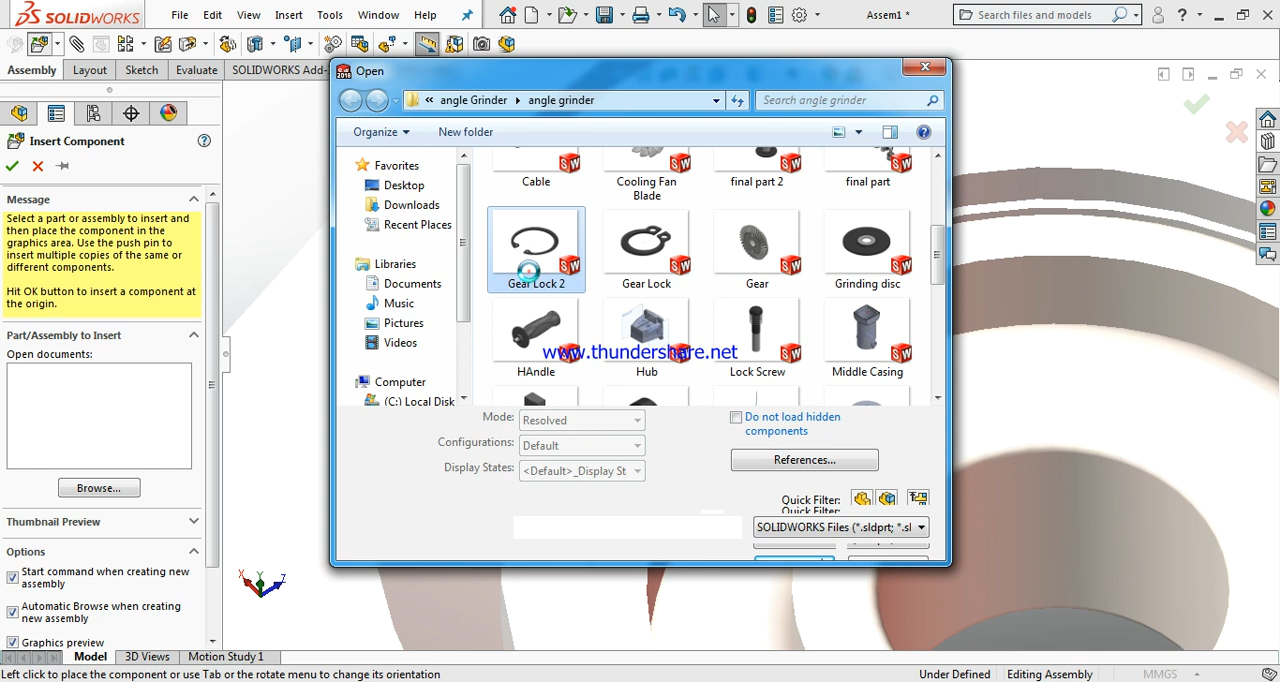 SOLIDWORKS
File Edit View Insert Tools Window Help
Assem1 *
Search files and models
?
Assembly Layout Sketch Evaluate SOLIDWORKS Add-
Insert Component
?
Message
Select a part or assembly to insert and
then place the component in the
graphics area. Use the push pin to
insert multiple copies of the same or
different components.
Hit OK button to insert a component at
the origin.
Part/Assembly to Insert
Open documents:
Browse...
Thumbnail Preview
Options
Start command when creating new
assembly
Automatic Browse when creating
new assembly
Graphics preview
Open
« angle Grinder angle grinder
Search angle grinder
Organize New folder
Favorites
Desktop
Downloads
Recent Places
Libraries
Documents
Music
Pictures
Videos
Computer
(C:) Local Disk
Cable
Cooling Fan
Blade
final part 2
final part
Gear Lock 2
Gear Lock
Gear
Grinding disc
HAndle
Hub
Lock Screw
Middle Casing
www.thundershare.net
Mode: Resolved
Configurations: Default
Display States: <Default>_Display St
Do not load hidden
components
References...
Quick Filter:
Quick Filter:
SOLIDWORKS Files (*.sldprt; *.sl
X Y Z
Model 3D Views Motion Study 1
Left click to place the component or use Tab or the rotate menu to change its orientation
Under Defined Editing Assembly MMGS